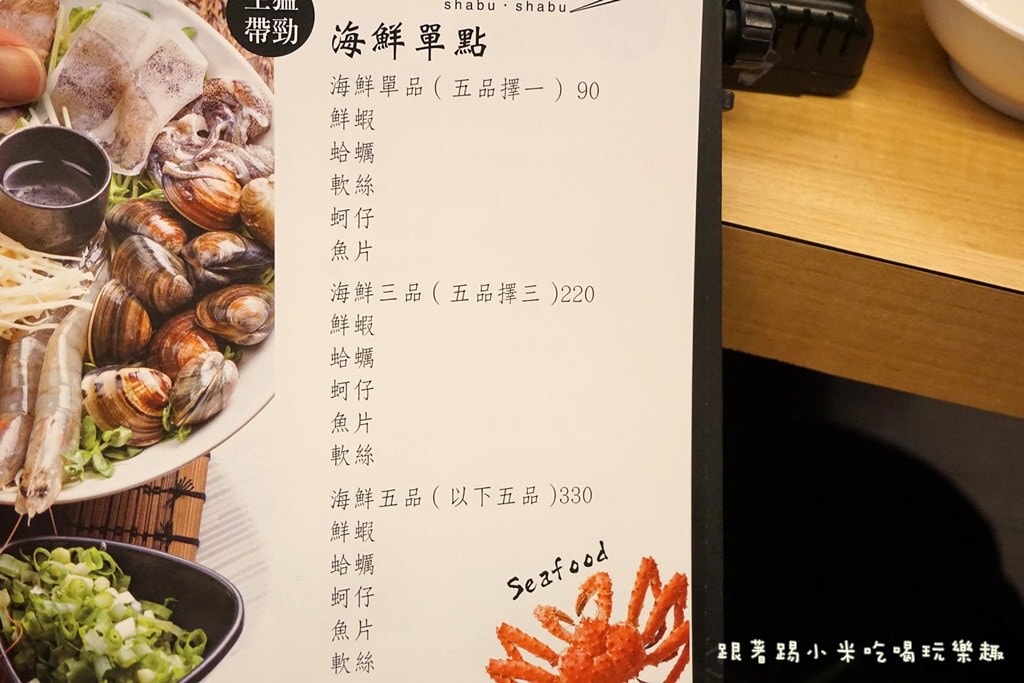 生猛
帶勁
shabu·shabu
海鮮單點
海鮮單品(五品擇一) 90
鮮蝦
蛤蠣
軟絲
蚵仔
魚片
海鮮三品(五品擇三)220
鮮蝦
蛤蠣
蚵仔
魚片
軟絲
海鮮五品(以下五品)330
鮮蝦
蛤蠣
蚵仔
魚片
軟絲
Seafood
跟著踢小米吃喝玩樂趣